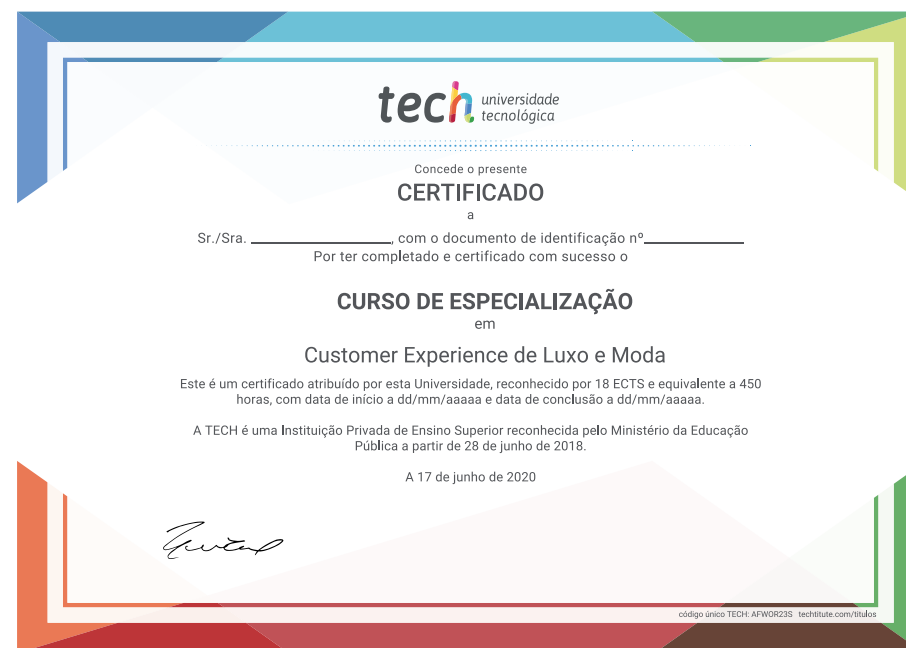 tech universidade
tecnológica
Concede o presente
CERTIFICADO
a
Sr./Sra. ____________, com o documento de identificação nº____________
Por ter completado e certificado com sucesso o
CURSO DE ESPECIALIZAÇÃO
em
Customer Experience de Luxo e Moda
Este é um certificado atribuído por esta Universidade, reconhecido por 18 ECTS e equivalente a 450
horas, com data de início a dd/mm/aaaaa e data de conclusão a dd/mm/aaaaa.
A TECH é uma Instituição Privada de Ensino Superior reconhecida pelo Ministério da Educação
Pública a partir de 28 de junho de 2018.
A 17 de junho de 2020
código único TECH: AFWOR23S techtitute.com/titulos